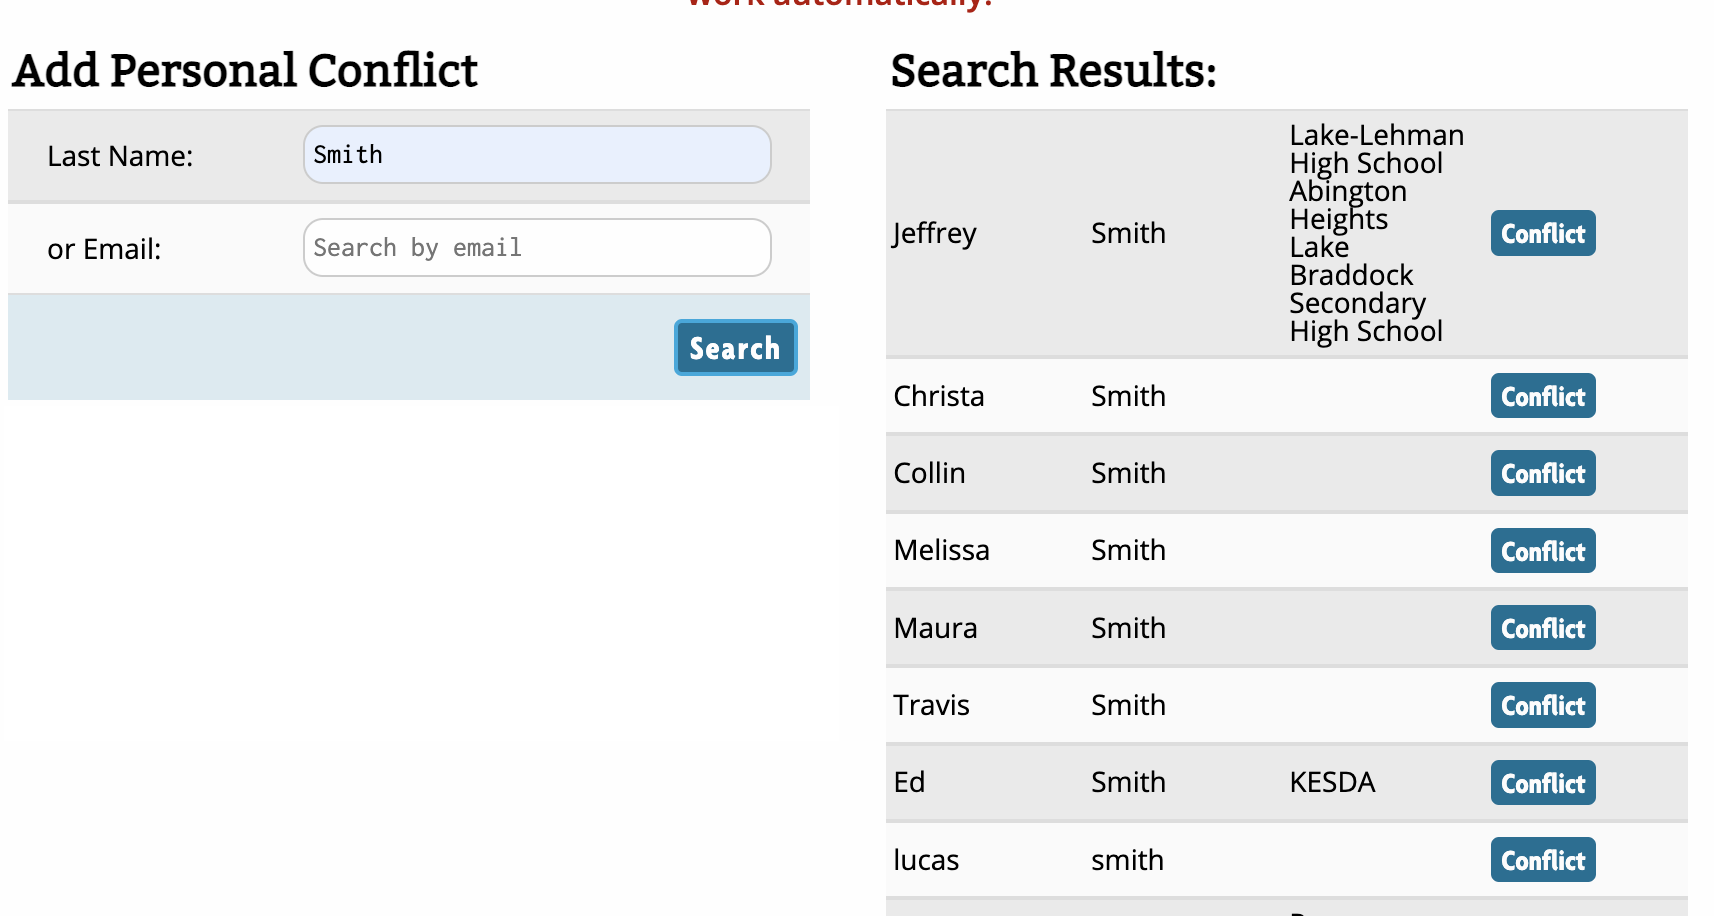 work automatically.
Add Personal Conflict
Last Name:
Smith
or Email:
Search by email
Search
Search Results:
Jeffrey
Smith
Lake-Lehman
High School
Abington
Heights
Lake
Braddock
Secondary
High School
Conflict
Christa
Smith
Conflict
Collin
Smith
Conflict
Melissa
Smith
Conflict
Maura
Smith
Conflict
Travis
Smith
Conflict
Ed
Smith
KESDA
Conflict
lucas
smith
Conflict